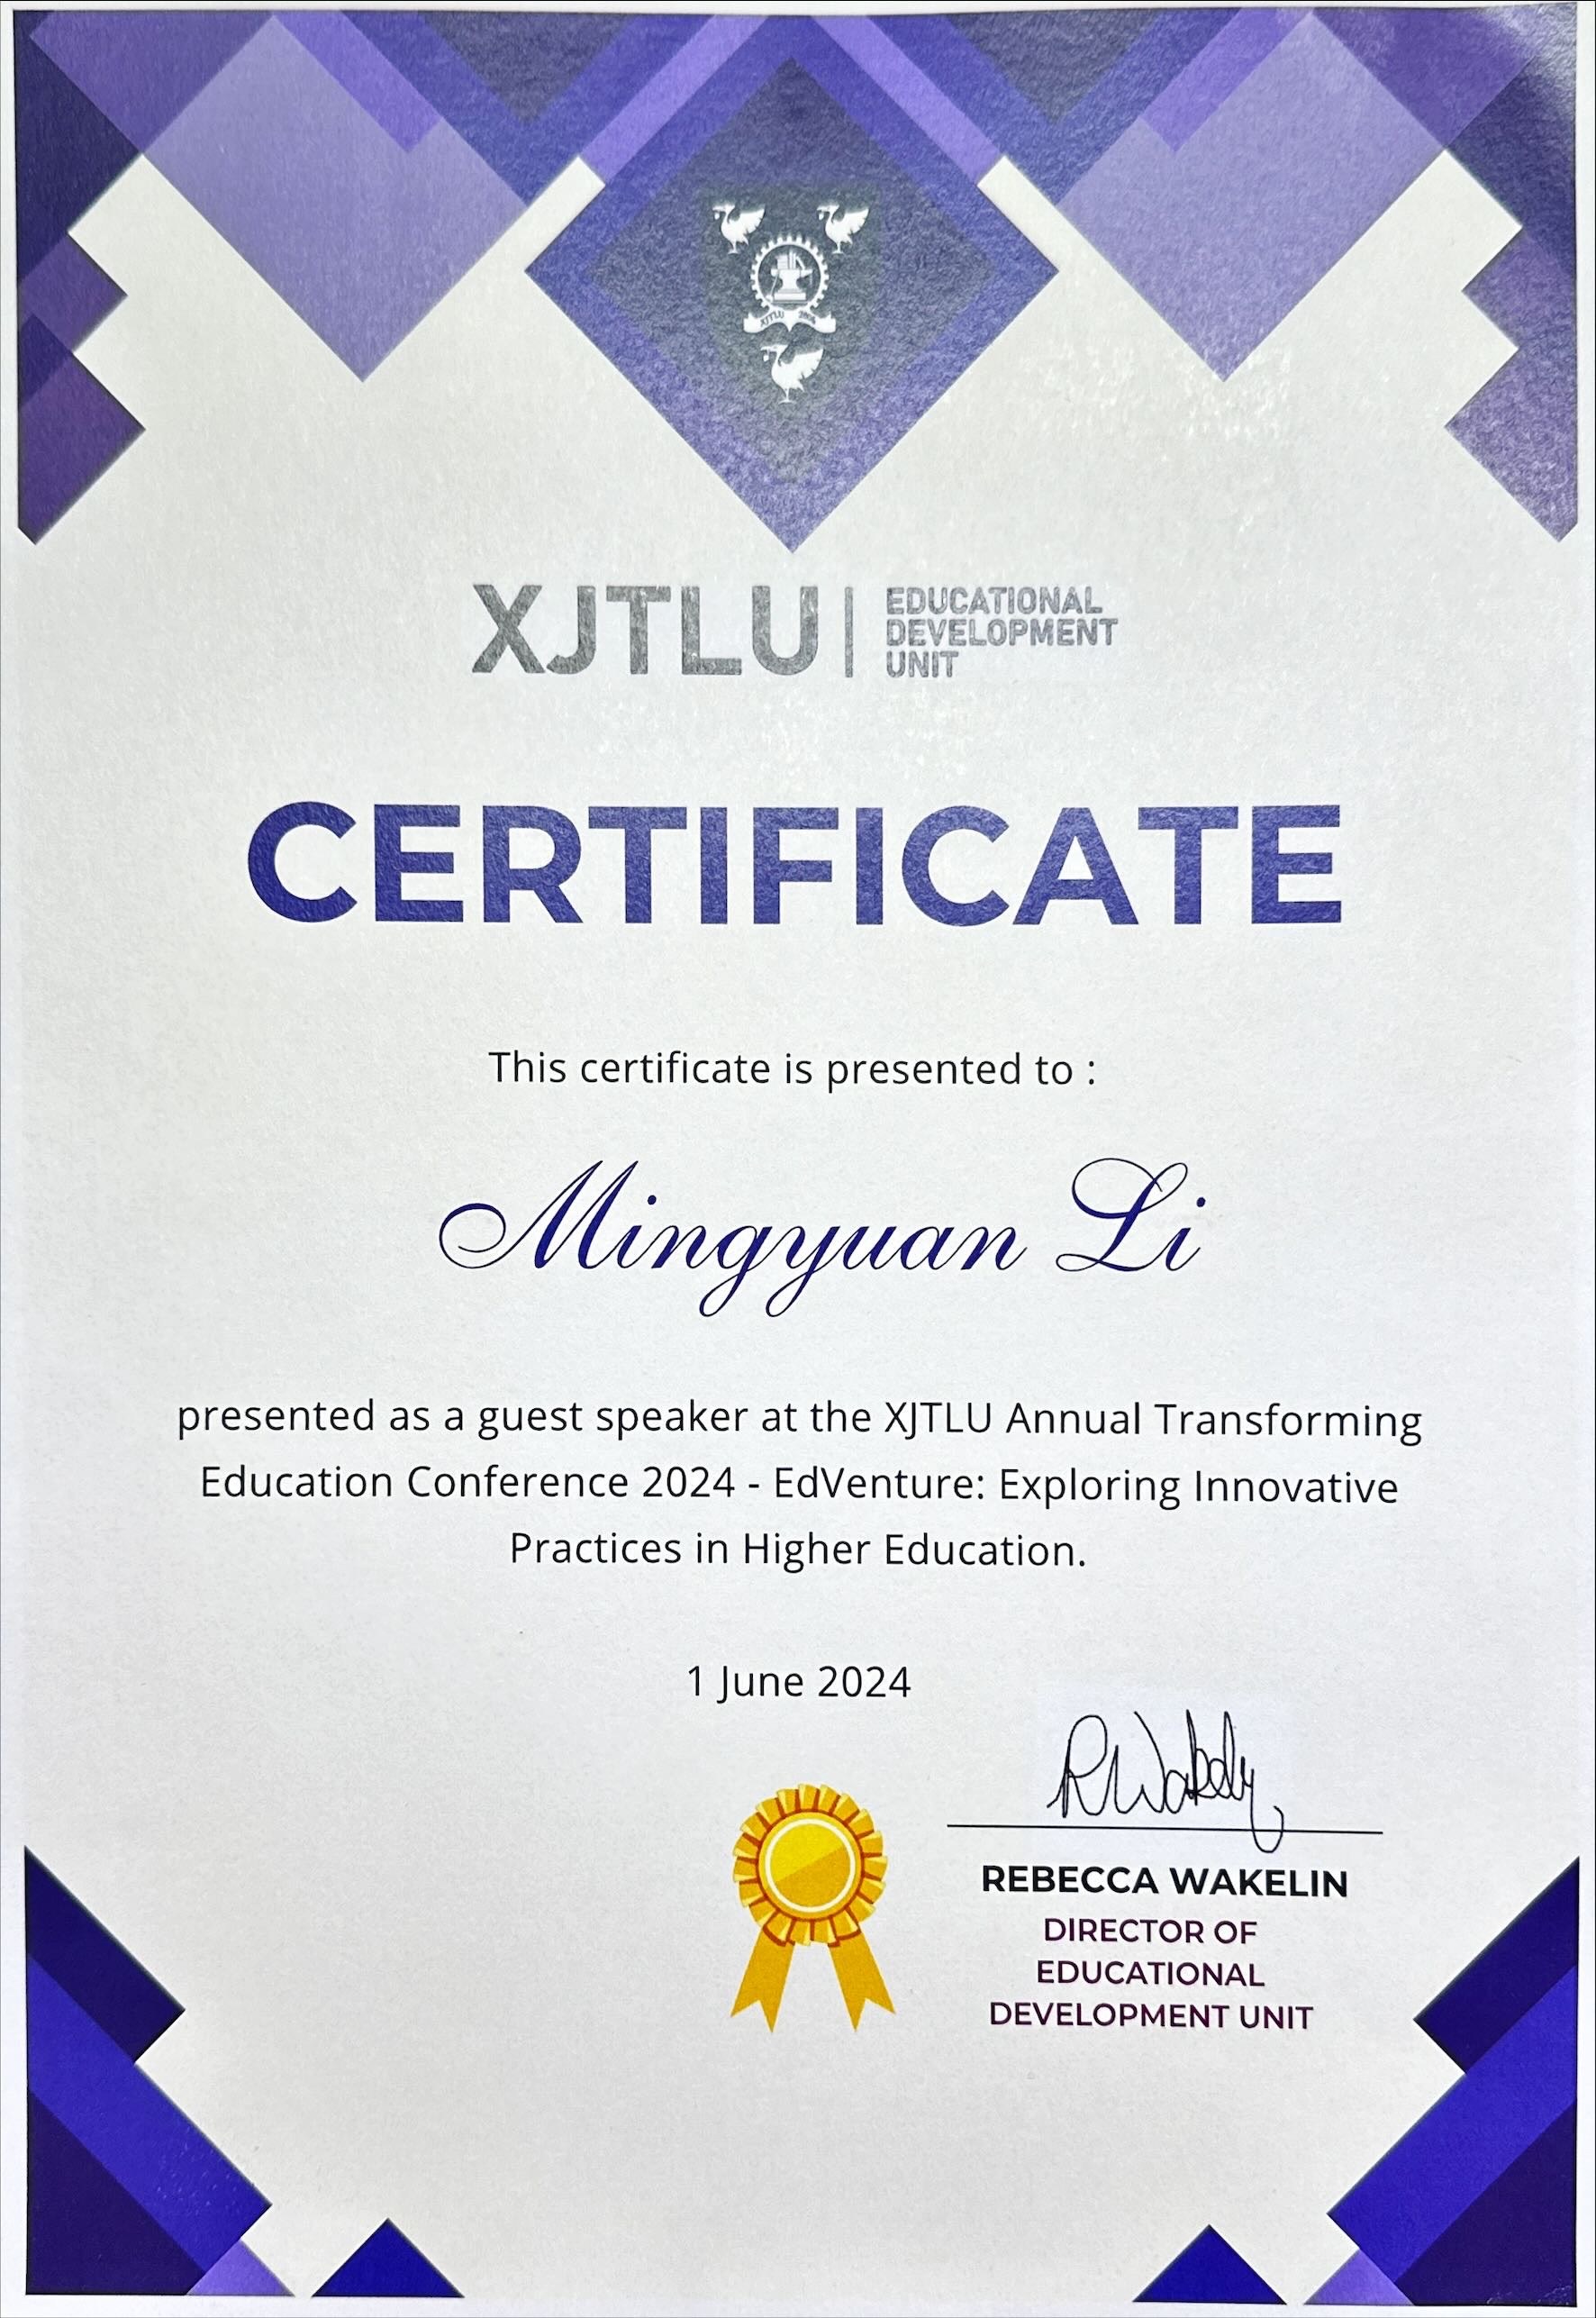 XJTLU 2006
XJTLU | EDUCATIONAL
DEVELOPMENT
UNIT
CERTIFICATE
This certificate is presented to :
Mingyuan Li
presented as a guest speaker at the XJTLU Annual Transforming
Education Conference 2024 - EdVenture: Exploring Innovative
Practices in Higher Education.
1 June 2024
RWakely
REBECCA WAKELIN
DIRECTOR OF
EDUCATIONAL
DEVELOPMENT UNIT